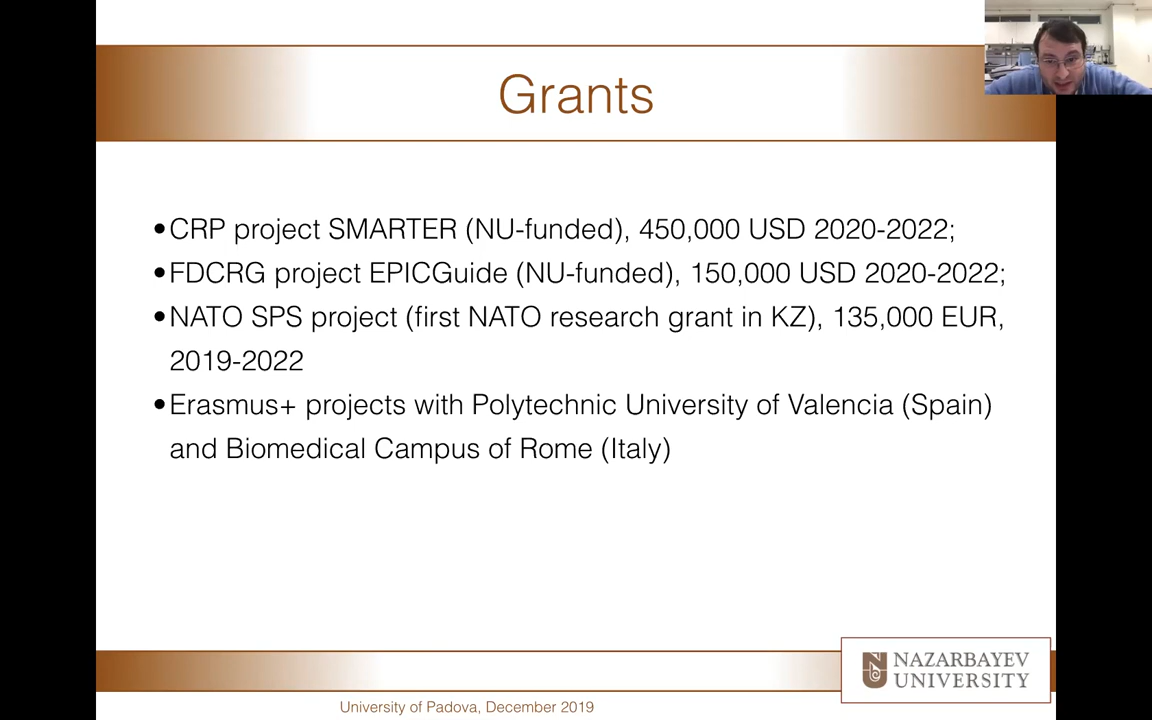 Grants
•CRP project SMARTER (NU-funded), 450,000 USD 2020-2022;
•FDCRG project EPICGuide (NU-funded), 150,000 USD 2020-2022;
•NATO SPS project (first NATO research grant in KZ), 135,000 EUR,
2019-2022
•Erasmus+ projects with Polytechnic University of Valencia (Spain)
and Biomedical Campus of Rome (Italy)
NAZARBAYEV
UNIVERSITY
University of Padova, December 2019